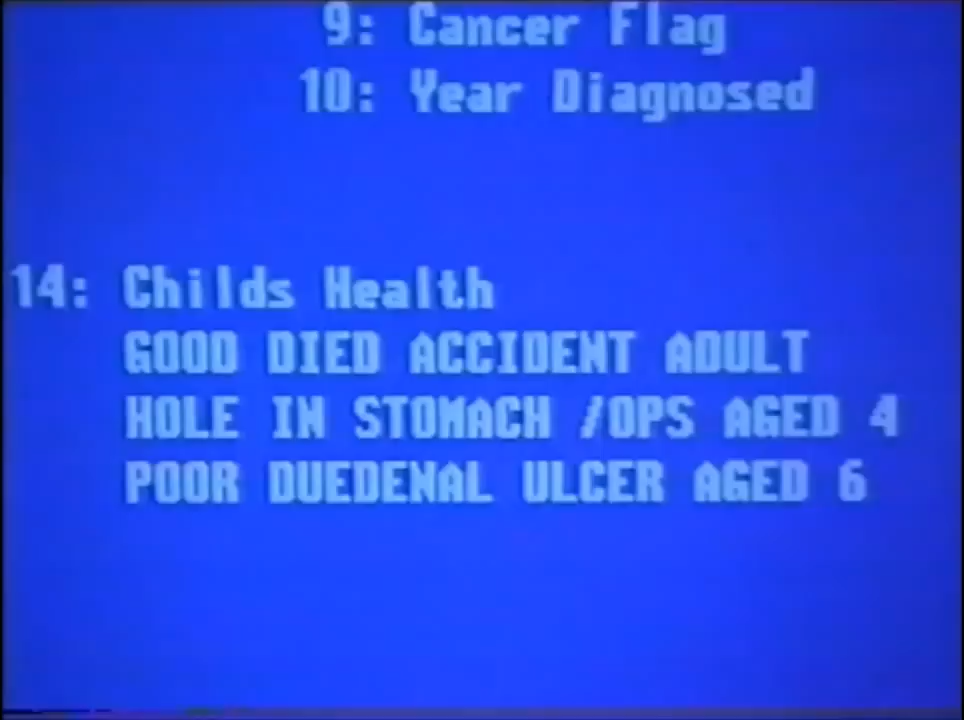 9: Cancer Flag
10: Year Diagnosed
14: Childs Health
GOOD DIED ACCIDENT ADULT
HOLE IN STOMACH /OPS AGED 4
POOR DUEDENAL ULCER AGED 6